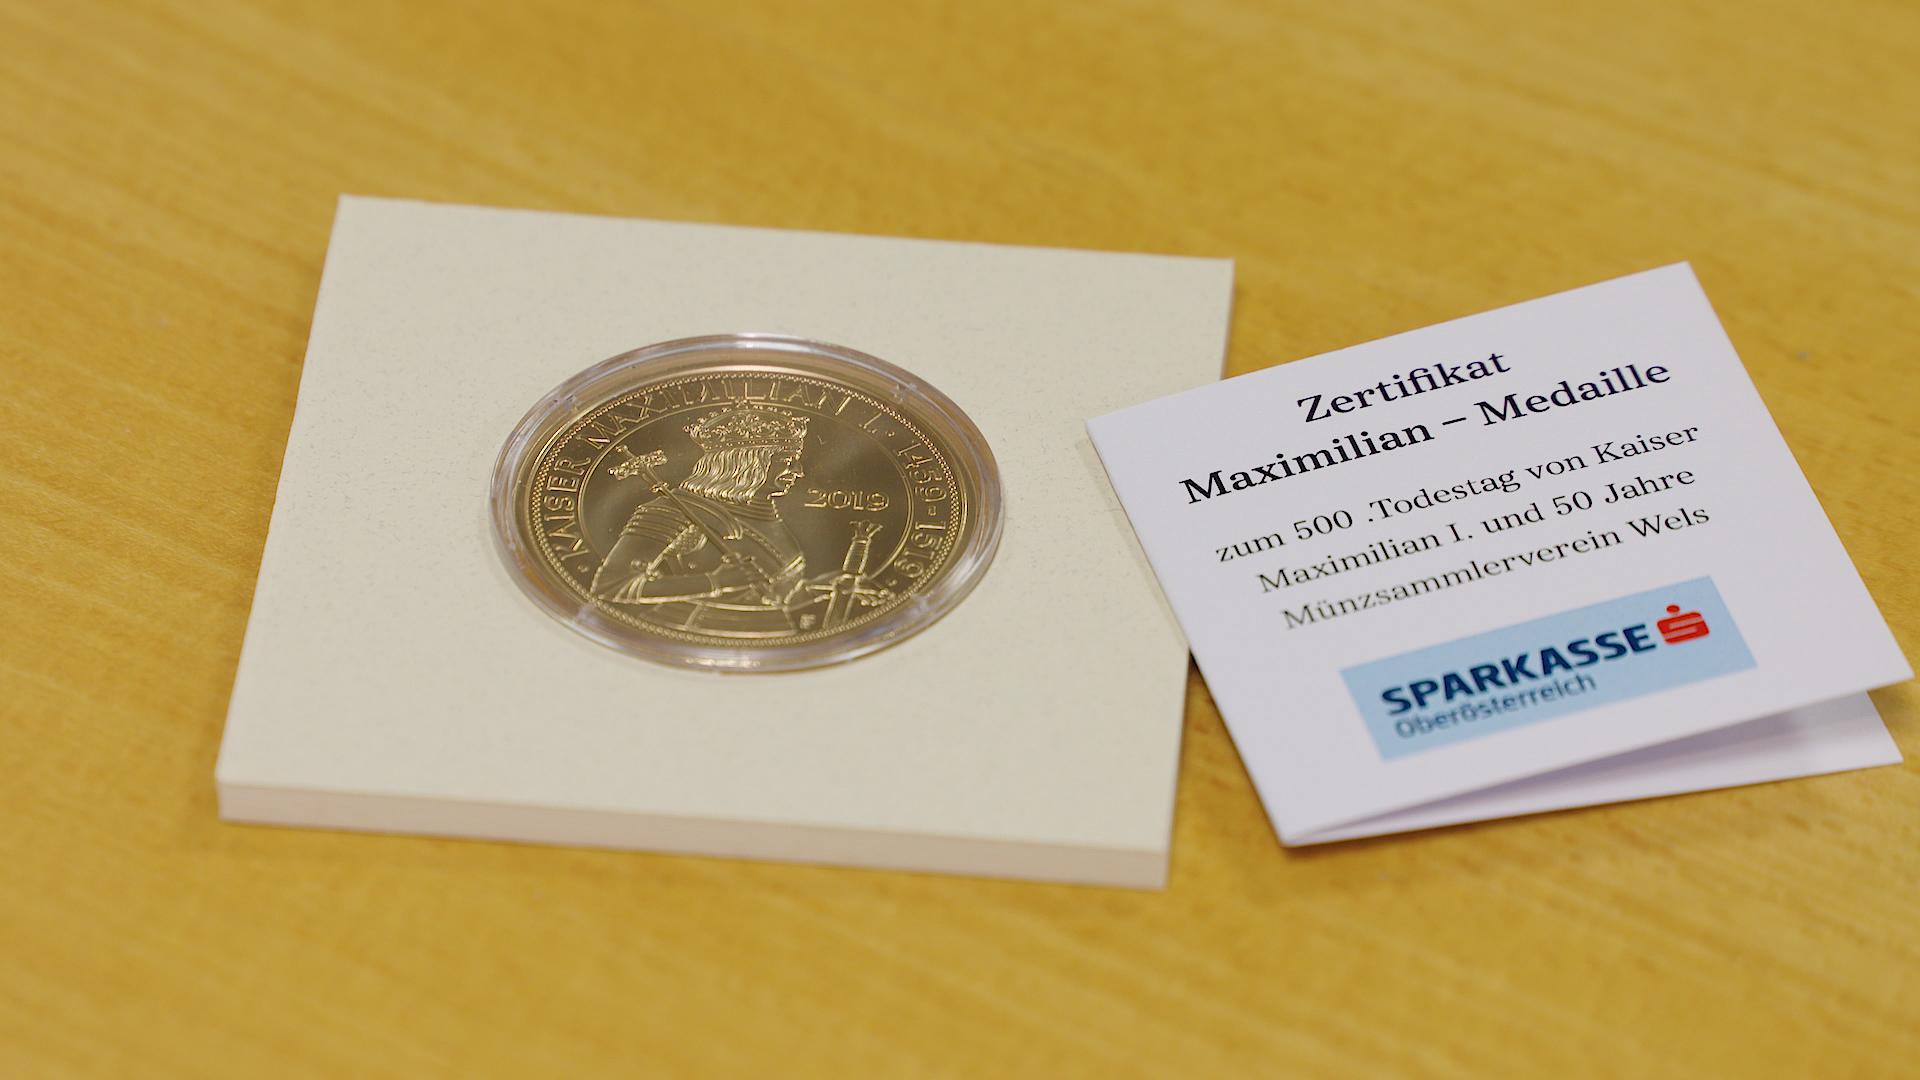 · KAISER MAXIMILIAN I. 1459-1519 ·
2019
Zertifikat
Maximilian – Medaille
zum 500 .Todestag von Kaiser
Maximilian I. und 50 Jahre
Münzsammlerverein Wels
SPARKASSE
Oberösterreich